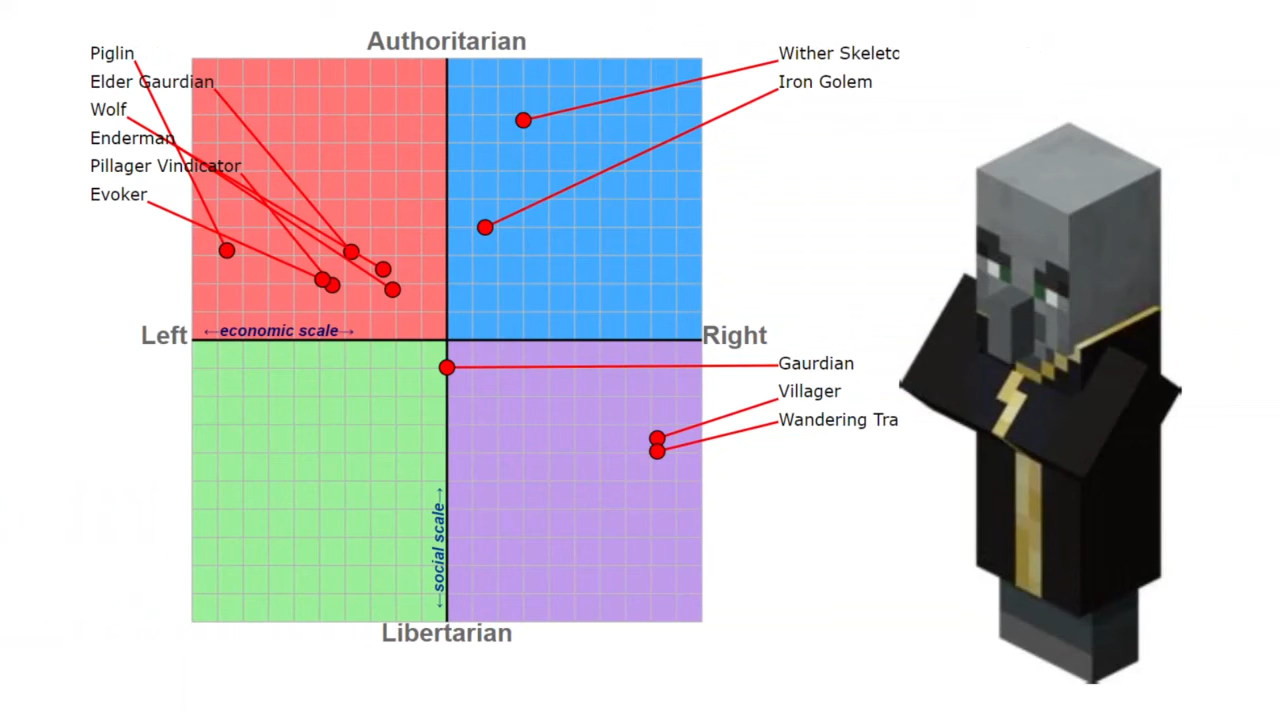 Authoritarian
Piglin
Elder Gaurdian
Wolf
Enderman
Pillager Vindicator
Evoker
Wither Skeletc
Iron Golem
Left
←economic scale→
Right
Gaurdian
Villager
Wandering Tra
←social scale→
Libertarian